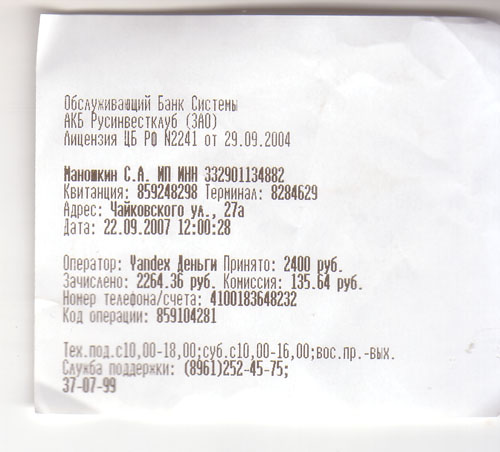 Обслуживающий Банк Системы
АКБ Русинвестклуб (ЗАО)
Лицензия ЦБ РФ N2241 от 29.09.2004
Маношкин С.А. ИП ИНН 332901134882
Квитанция: 859248298 Терминал: 8284629
Адрес: Чайковского ул., 27а
Дата: 22.09.2007 12:00:28
Оператор: Yandex Деньги Принято: 2400 руб.
Зачислено: 2264.36 руб. Комиссия: 135.64 руб.
Номер телефона/счета: 4100183648232
Код операции: 859104281
Тех.под.с10,00-18,00;суб.с10,00-16,00;вос.пр.-вых.
Служба поддержки: (8961)252-45-75;
37-07-99